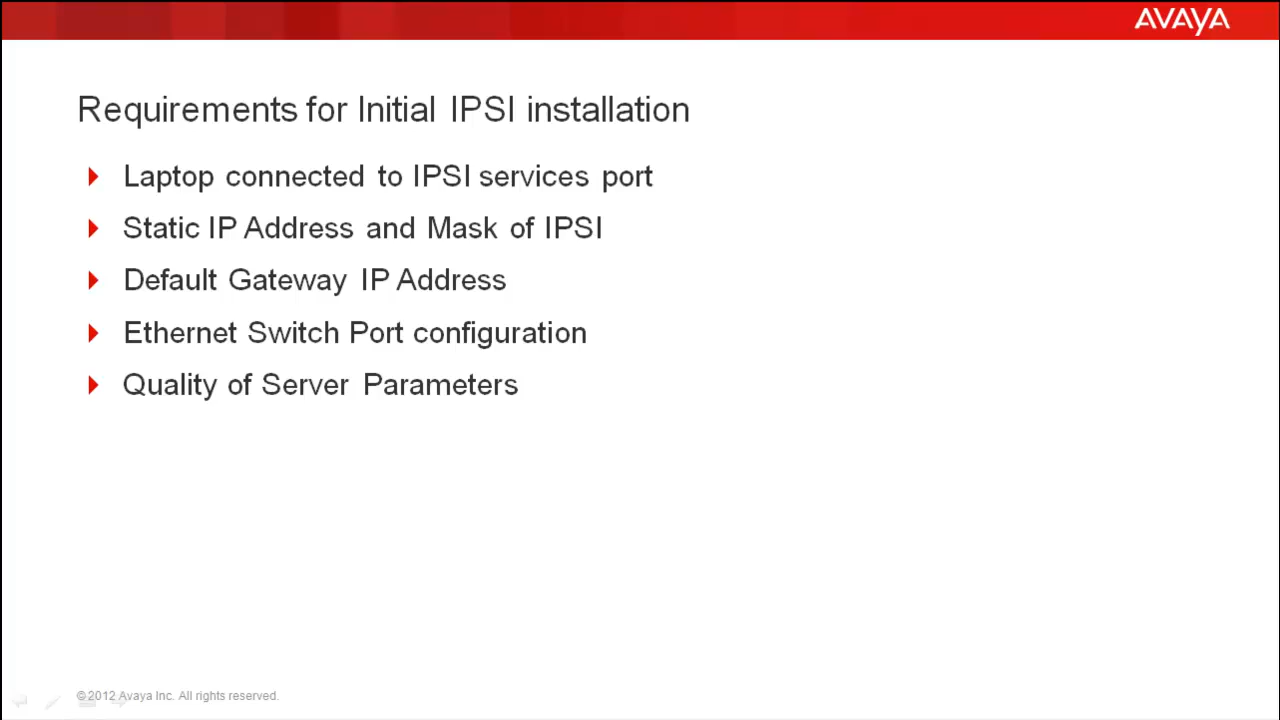 AVAYA
Requirements for Initial IPSI installation
Laptop connected to IPSI services port
Static IP Address and Mask of IPSI
Default Gateway IP Address
Ethernet Switch Port configuration
Quality of Server Parameters
© 2012 Avaya Inc. All rights reserved.